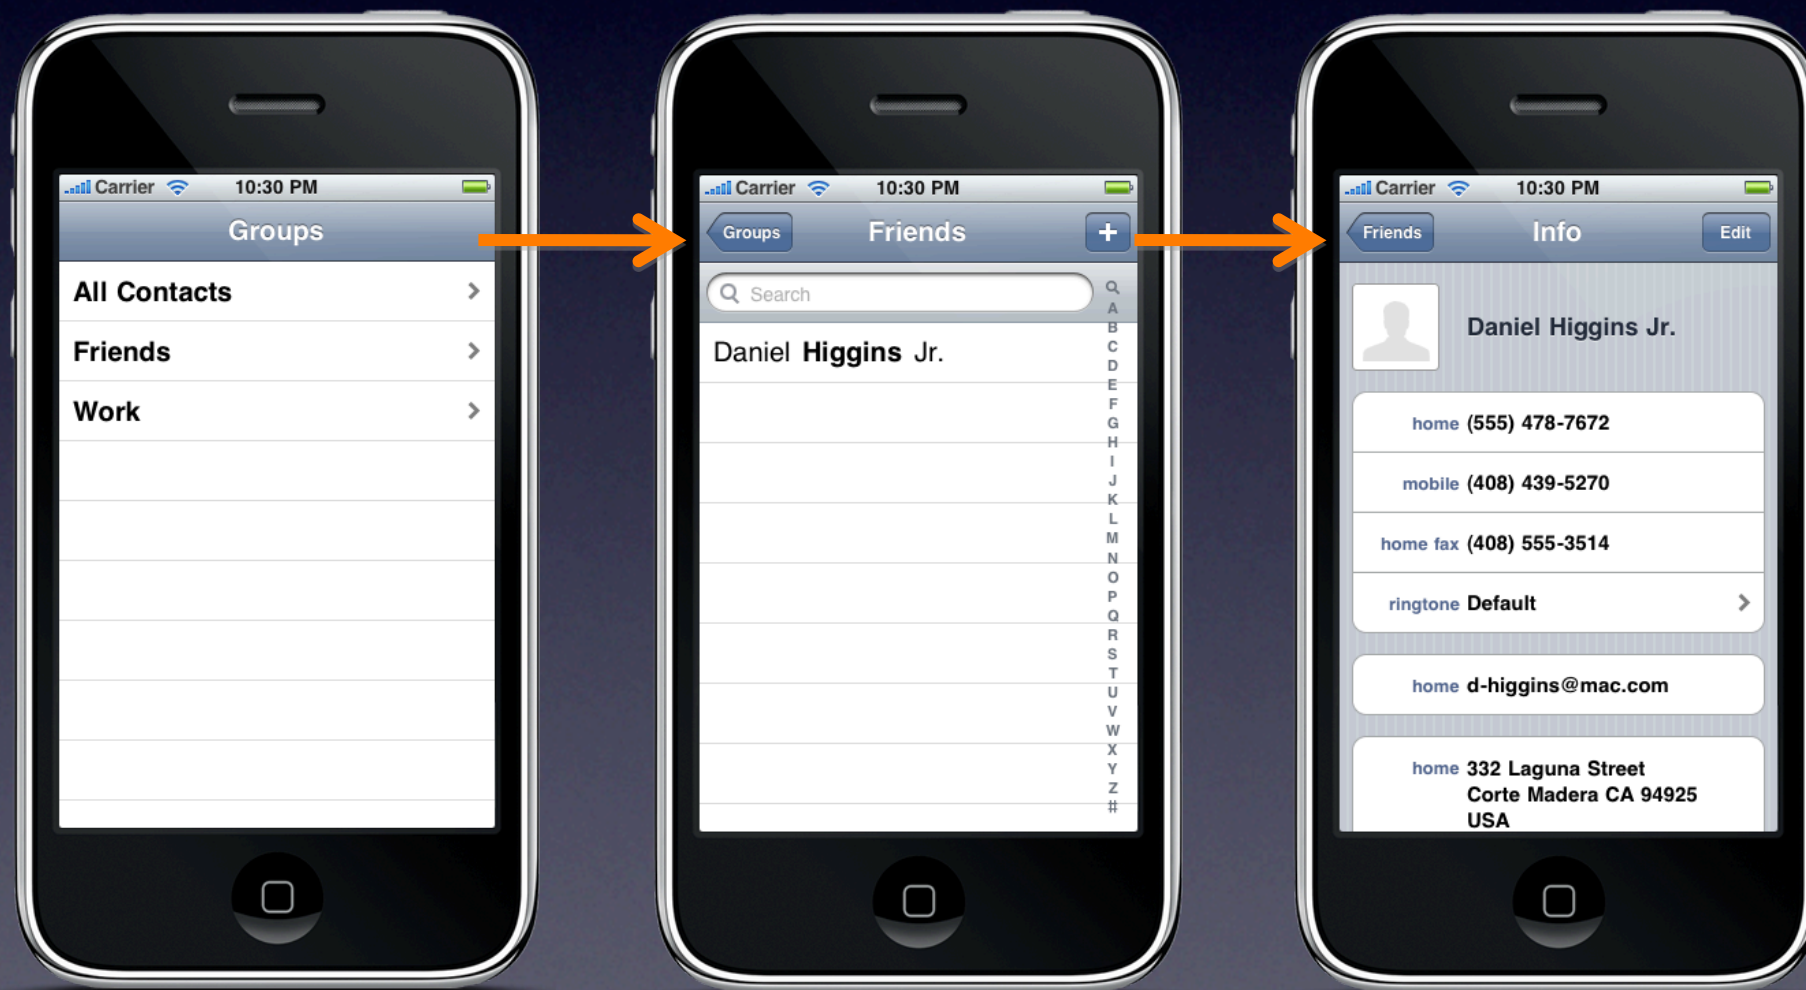 Carrier 10:30 PM
Groups
All Contacts
Friends
Work
Carrier 10:30 PM
Groups Friends +
Search
Daniel Higgins Jr.
A
B
C
D
E
F
G
H
I
J
K
L
M
N
O
P
Q
R
S
T
U
V
W
X
Y
Z
#
Carrier 10:30 PM
Friends Info Edit
Daniel Higgins Jr.
home (555) 478-7672
mobile (408) 439-5270
home fax (408) 555-3514
ringtone Default
home d-higgins@mac.com
home 332 Laguna Street
Corte Madera CA 94925
USA